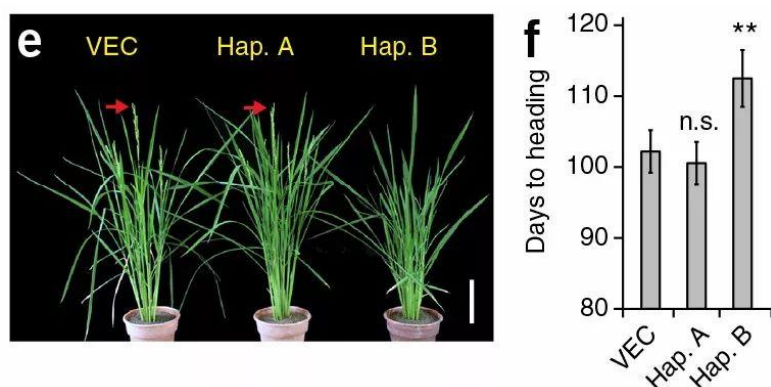 e
VEC
Hap. A
Hap. B
f
Days to heading
120
110
100
90
80
n.s.
**
VEC
Hap. A
Hap. B